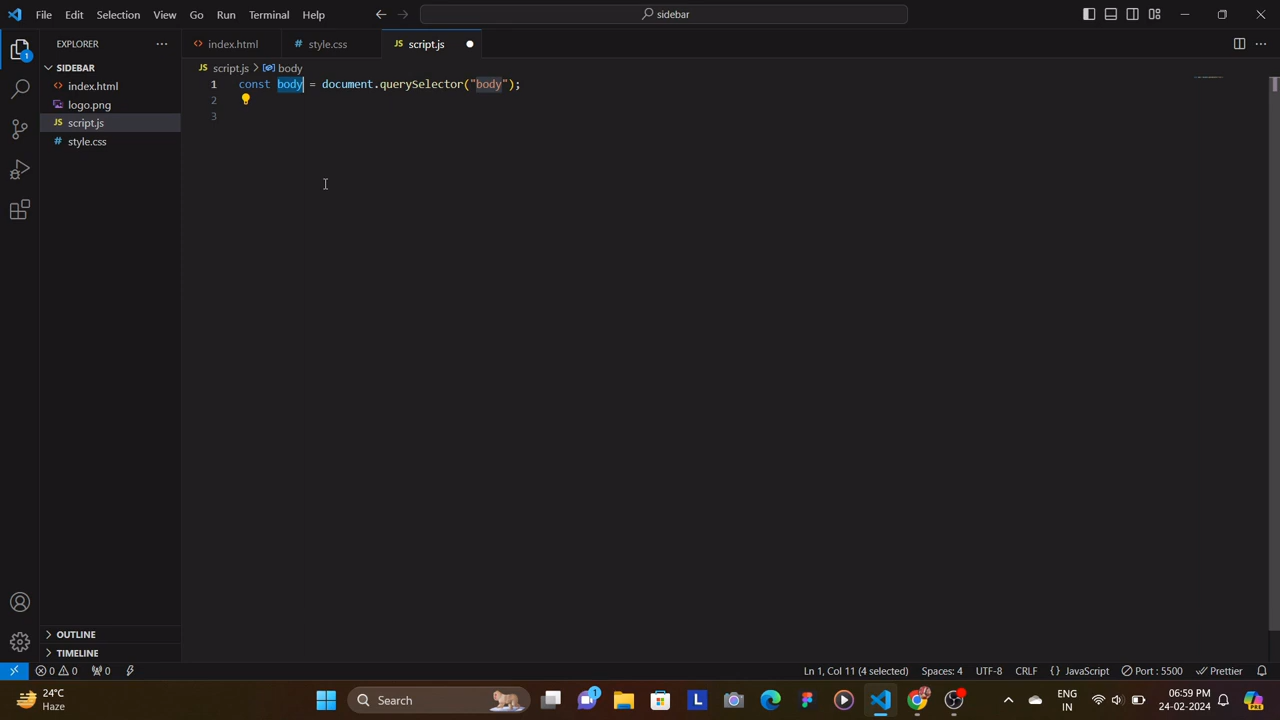 File Edit Selection View Go Run Terminal Help
sidebar
EXPLORER
index.html
style.css
script.js
SIDEBAR
index.html
logo.png
script.js
style.css
script.js > body
1 const body = document.querySelector("body");
2
3
OUTLINE
TIMELINE
0 0 0 Ln 1, Col 11 (4 selected) Spaces: 4 UTF-8 CRLF {} JavaScript Port : 5500 Prettier
24°C
Haze
Search
ENG
IN
06:59 PM
24-02-2024